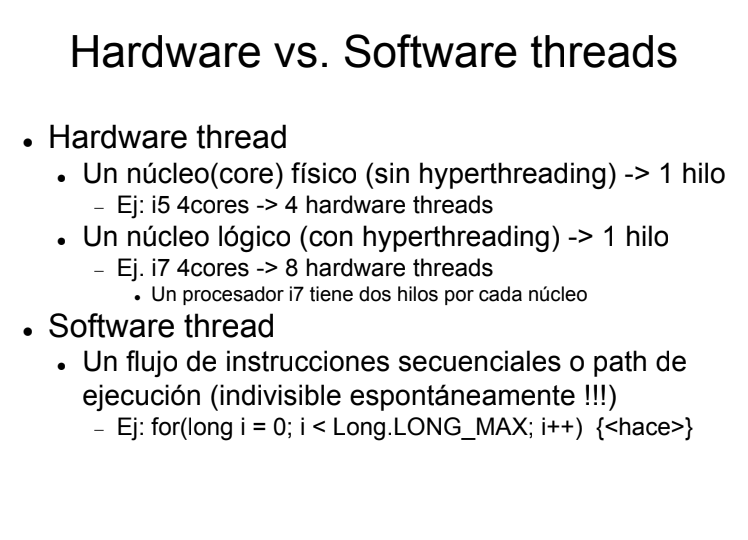 Hardware vs. Software threads
● Hardware thread
● Un núcleo(core) físico (sin hyperthreading) -> 1 hilo
– Ej: i5 4cores -> 4 hardware threads
● Un núcleo lógico (con hyperthreading) -> 1 hilo
– Ej. i7 4cores -> 8 hardware threads
● Un procesador i7 tiene dos hilos por cada núcleo
● Software thread
● Un flujo de instrucciones secuenciales o path de
ejecución (indivisible espontáneamente !!!)
– Ej: for(long i = 0; i < Long.LONG_MAX; i++) {<hace>}